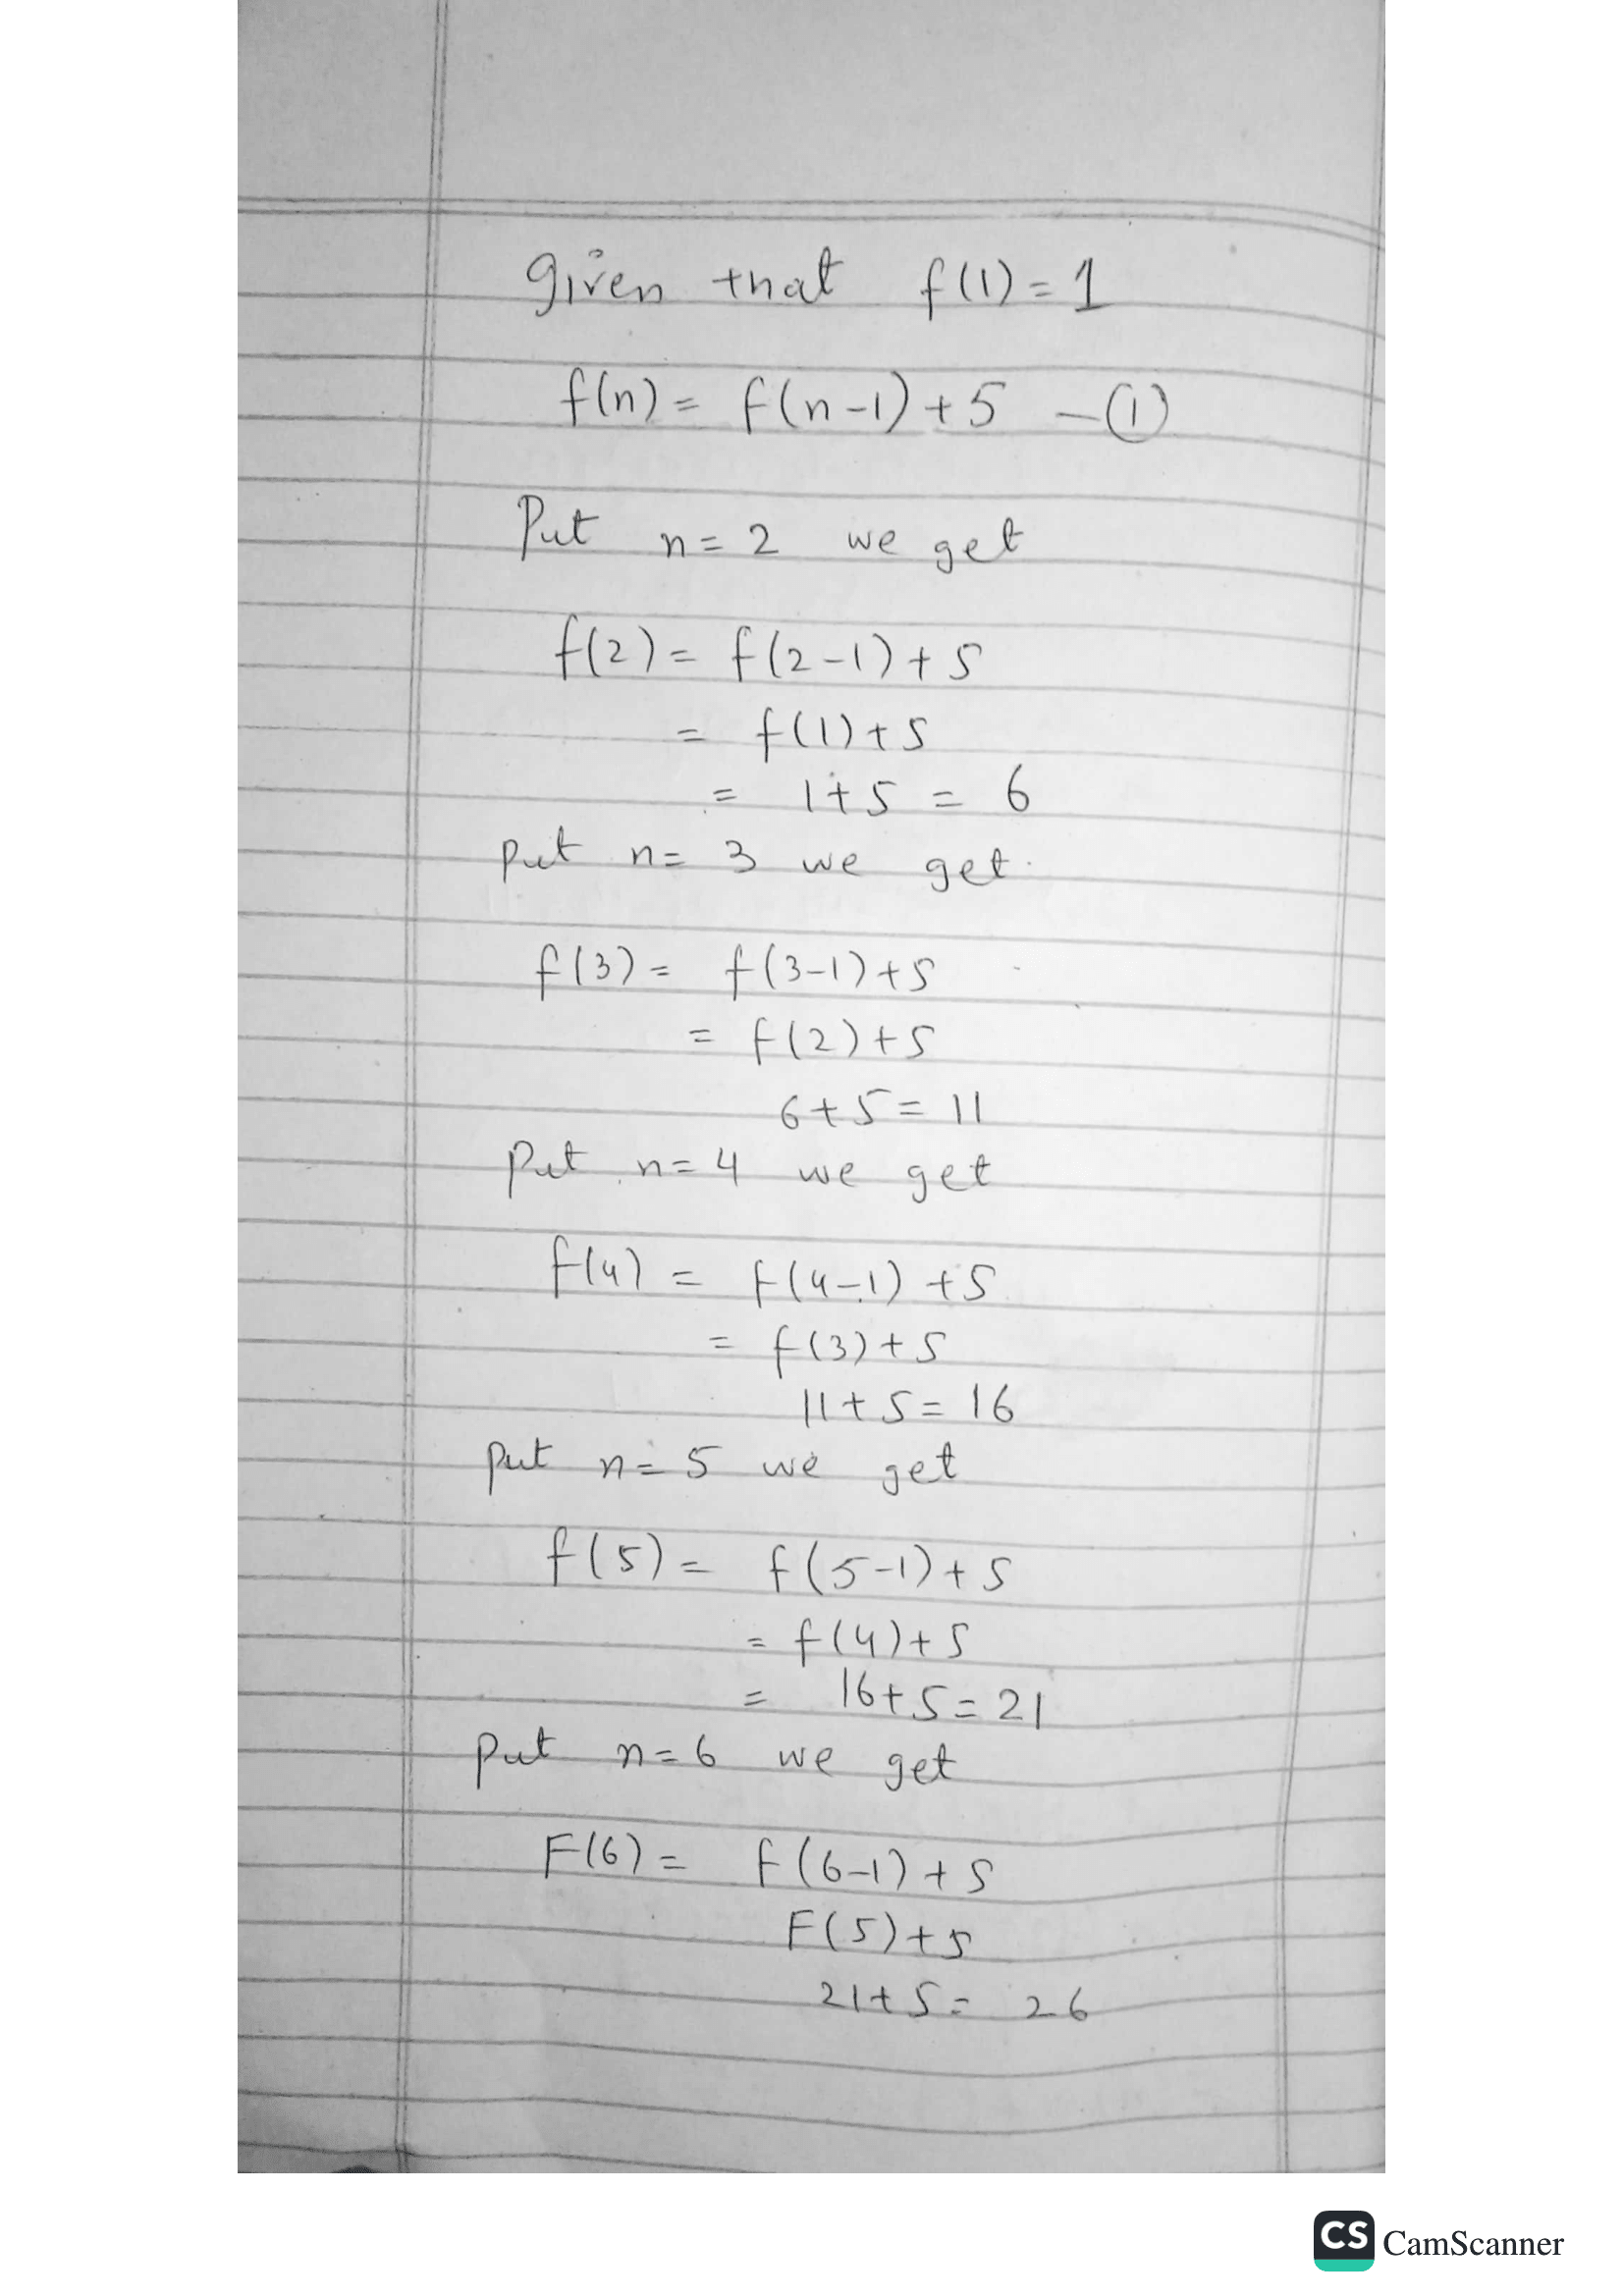 given that f(1) = 1
f(n) = f(n-1) + 5 - ①
Put n = 2 we get
f(2) = f(2-1) + 5
= f(1) + 5
= 1+5 = 6
put n = 3 we get
f(3) = f(3-1) + 5
= f(2) + 5
6 + 5 = 11
Put n = 4 we get
f(4) = f(4-1) + 5
= f(3) + 5
11 + 5 = 16
put n = 5 we get
f(5) = f(5-1) + 5
= f(4) + 5
= 16 + 5 = 21
put n = 6 we get
F(6) = f(6-1) + 5
F(5) + 5
21 + 5 = 26
CS CamScanner